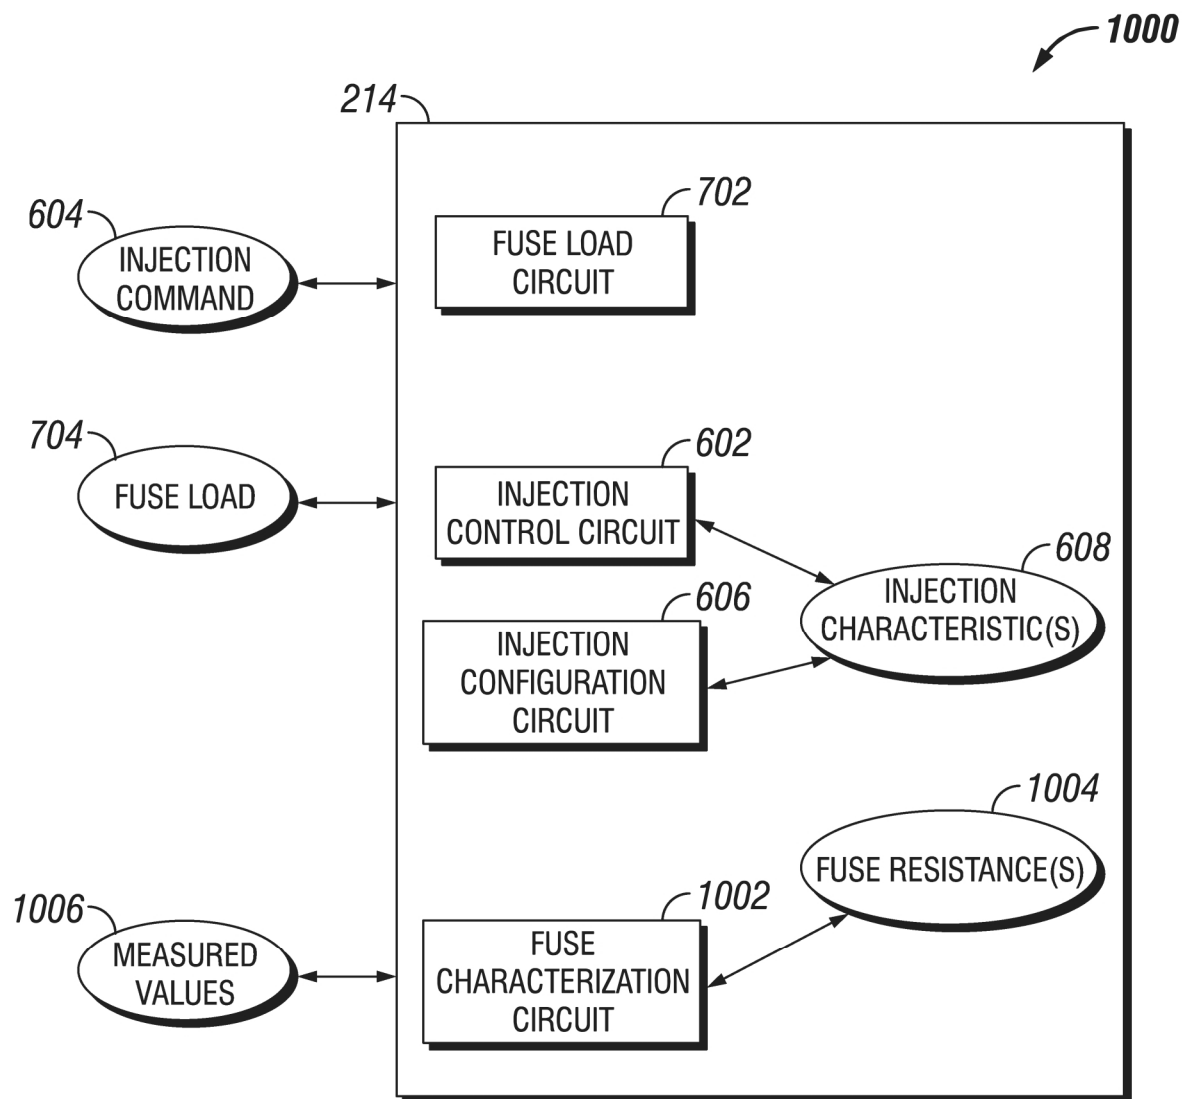 1000
214
702
604
FUSE LOAD
CIRCUIT
INJECTION
COMMAND
704
602
FUSE LOAD
INJECTION
CONTROL CIRCUIT
608
INJECTION
CHARACTERISTIC(S)
606
INJECTION
CONFIGURATION
CIRCUIT
1004
FUSE RESISTANCE(S)
1006
1002
MEASURED
VALUES
FUSE
CHARACTERIZATION
CIRCUIT